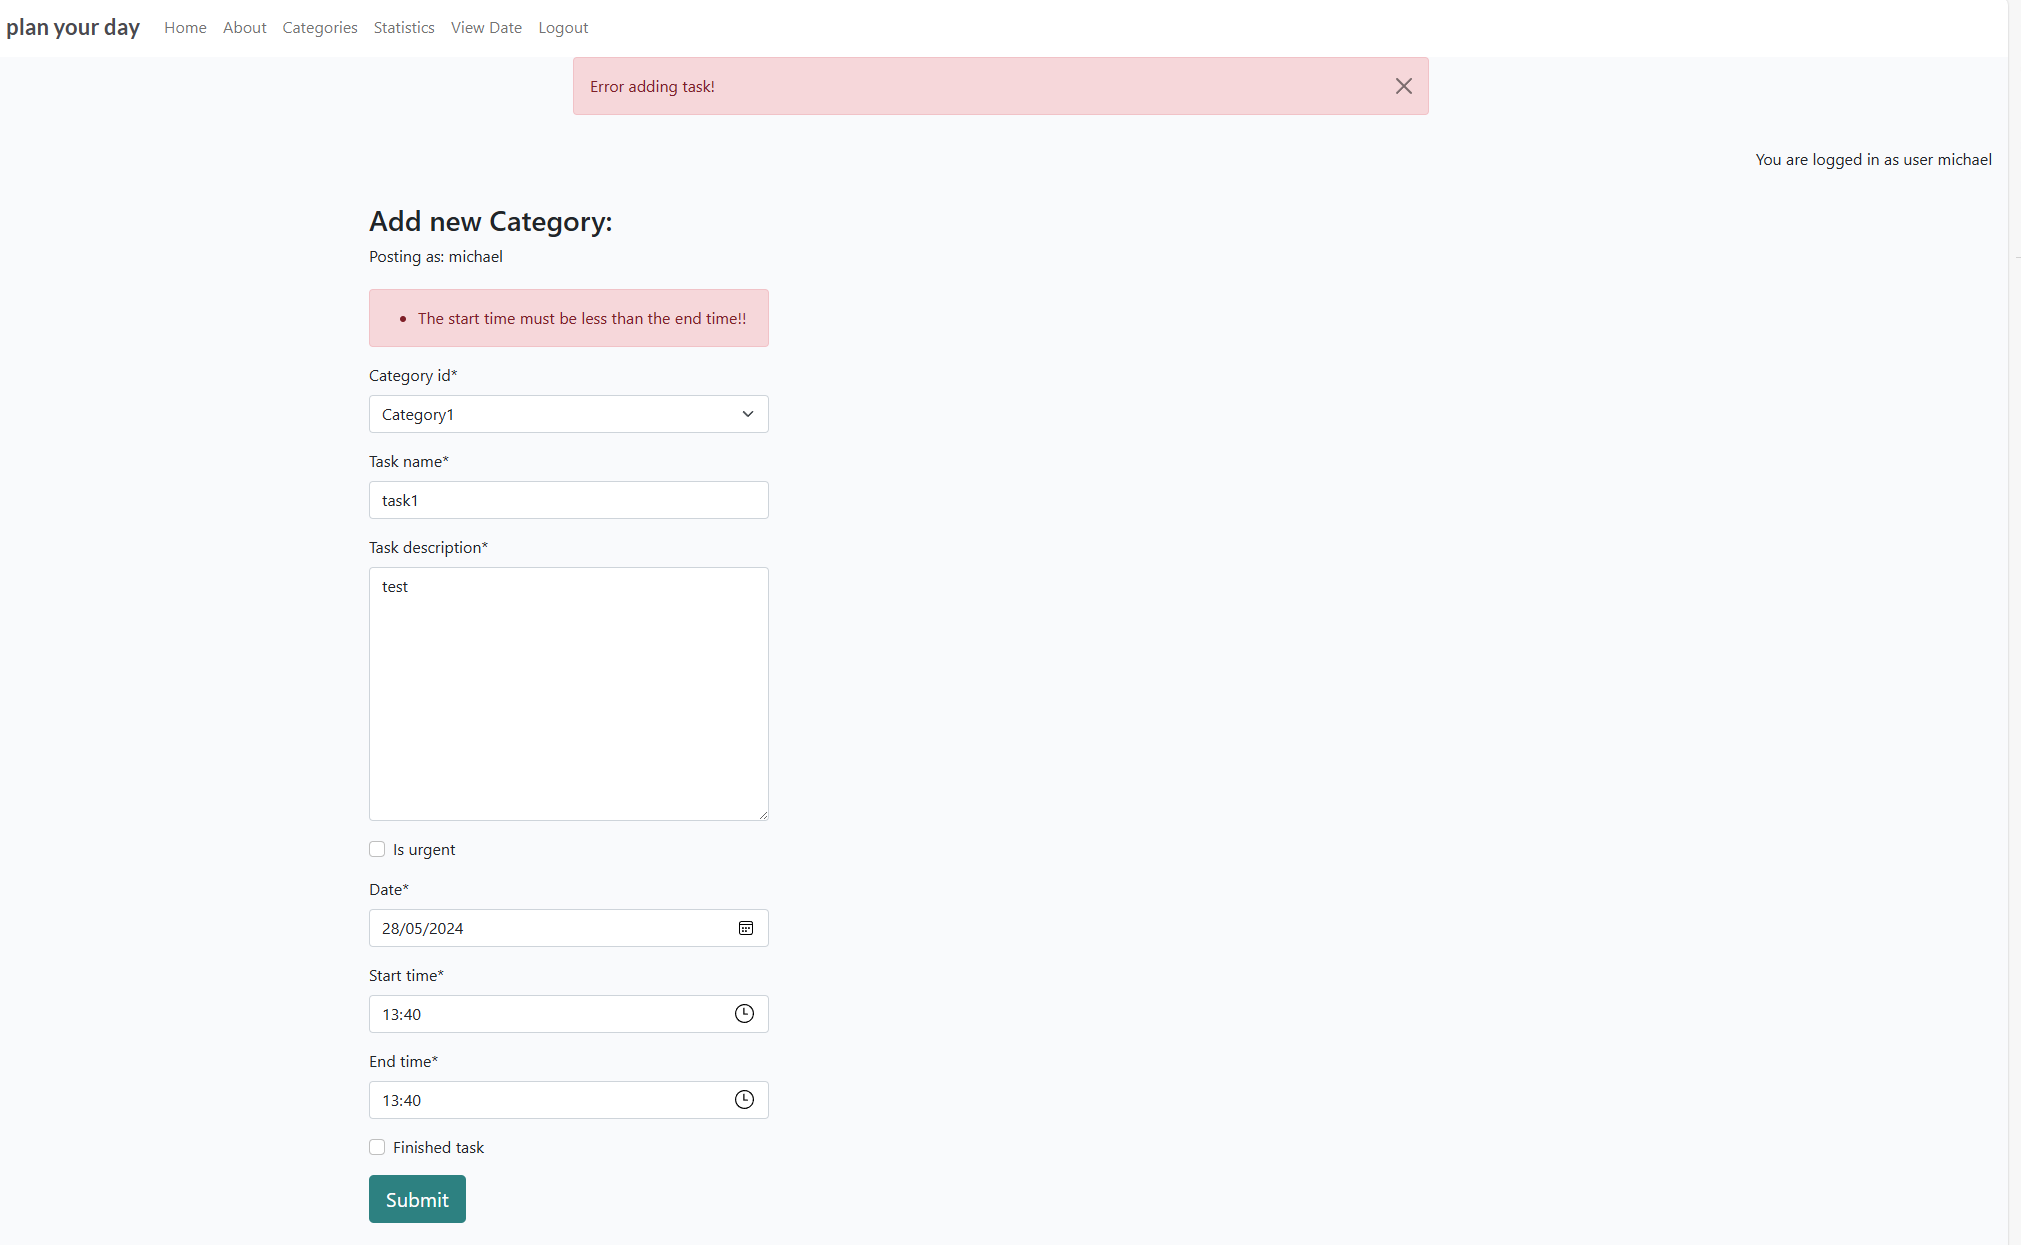 plan your day Home About Categories Statistics View Date Logout
Error adding task!
You are logged in as user michael
Add new Category:
Posting as: michael
The start time must be less than the end time!!
Category id*
Category1
Task name*
task1
Task description*
test
Is urgent
Date*
28/05/2024
Start time*
13:40
End time*
13:40
Finished task
Submit